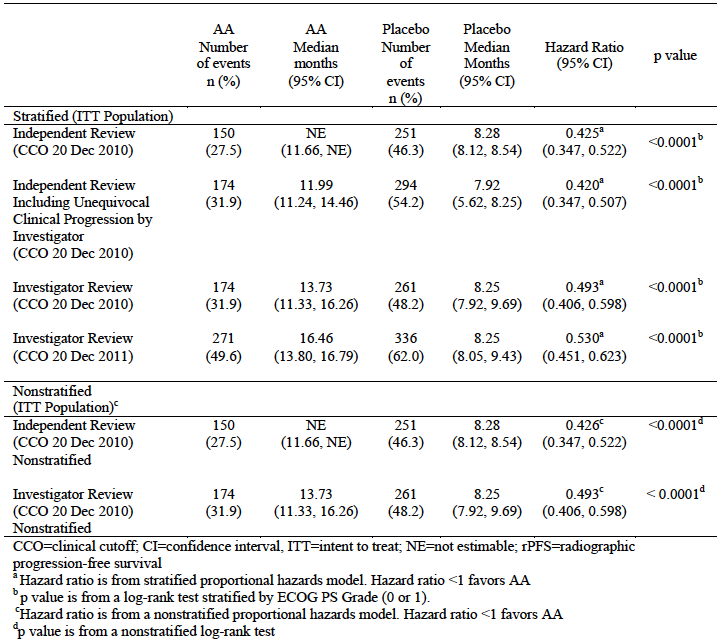 AA Number of events n (%) AA Median months (95% CI) Placebo Number of events n (%) Placebo Median Months (95% CI) Hazard Ratio (95% CI) p value
Stratified (ITT Population)
Independent Review 150 NE 251 8.28 0.425a <0.0001b
(CCO 20 Dec 2010) (27.5) (11.66, NE) (46.3) (8.12, 8.54) (0.347, 0.522)
Independent Review 174 11.99 294 7.92 0.420a <0.0001b
Including Unequivocal (31.9) (11.24, 14.46) (54.2) (5.62, 8.25) (0.347, 0.507)
Clinical Progression by
Investigator
(CCO 20 Dec 2010)
Investigator Review 174 13.73 261 8.25 0.493a <0.0001b
(CCO 20 Dec 2010) (31.9) (11.33, 16.26) (48.2) (7.92, 9.69) (0.406, 0.598)
Investigator Review 271 16.46 336 8.25 0.530a <0.0001b
(CCO 20 Dec 2011) (49.6) (13.80, 16.79) (62.0) (8.05, 9.43) (0.451, 0.623)
Nonstratified
(ITT Population)c
Independent Review 150 NE 251 8.28 0.426c <0.0001d
(CCO 20 Dec 2010) (27.5) (11.66, NE) (46.3) (8.12, 8.54) (0.347, 0.522)
Nonstratified
Investigator Review 174 13.73 261 8.25 0.493c < 0.0001d
(CCO 20 Dec 2010) (31.9) (11.33, 16.26) (48.2) (7.92, 9.69) (0.406, 0.598)
Nonstratified
CCO=clinical cutoff; CI=confidence interval, ITT=intent to treat; NE=not estimable; rPFS=radiographic
progression-free survival
a Hazard ratio is from stratified proportional hazards model. Hazard ratio <1 favors AA
b p value is from a log-rank test stratified by ECOG PS Grade (0 or 1).
cHazard ratio is from a nonstratified proportional hazards model. Hazard ratio <1 favors AA
dp value is from a nonstratified log-rank test